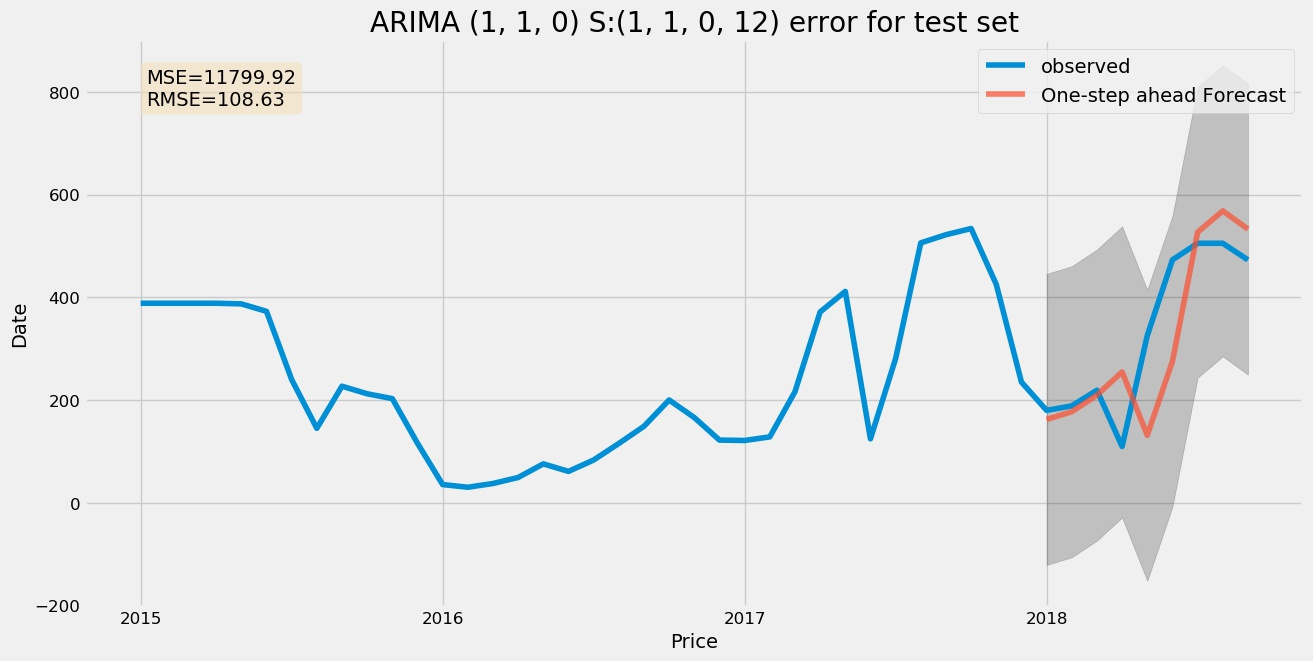 ARIMA (1, 1, 0) S:(1, 1, 0, 12) error for test set
MSE=11799.92
RMSE=108.63
observed
One-step ahead Forecast
800
600
400
200
0
−200
Date
2015
2016
2017
2018
Price